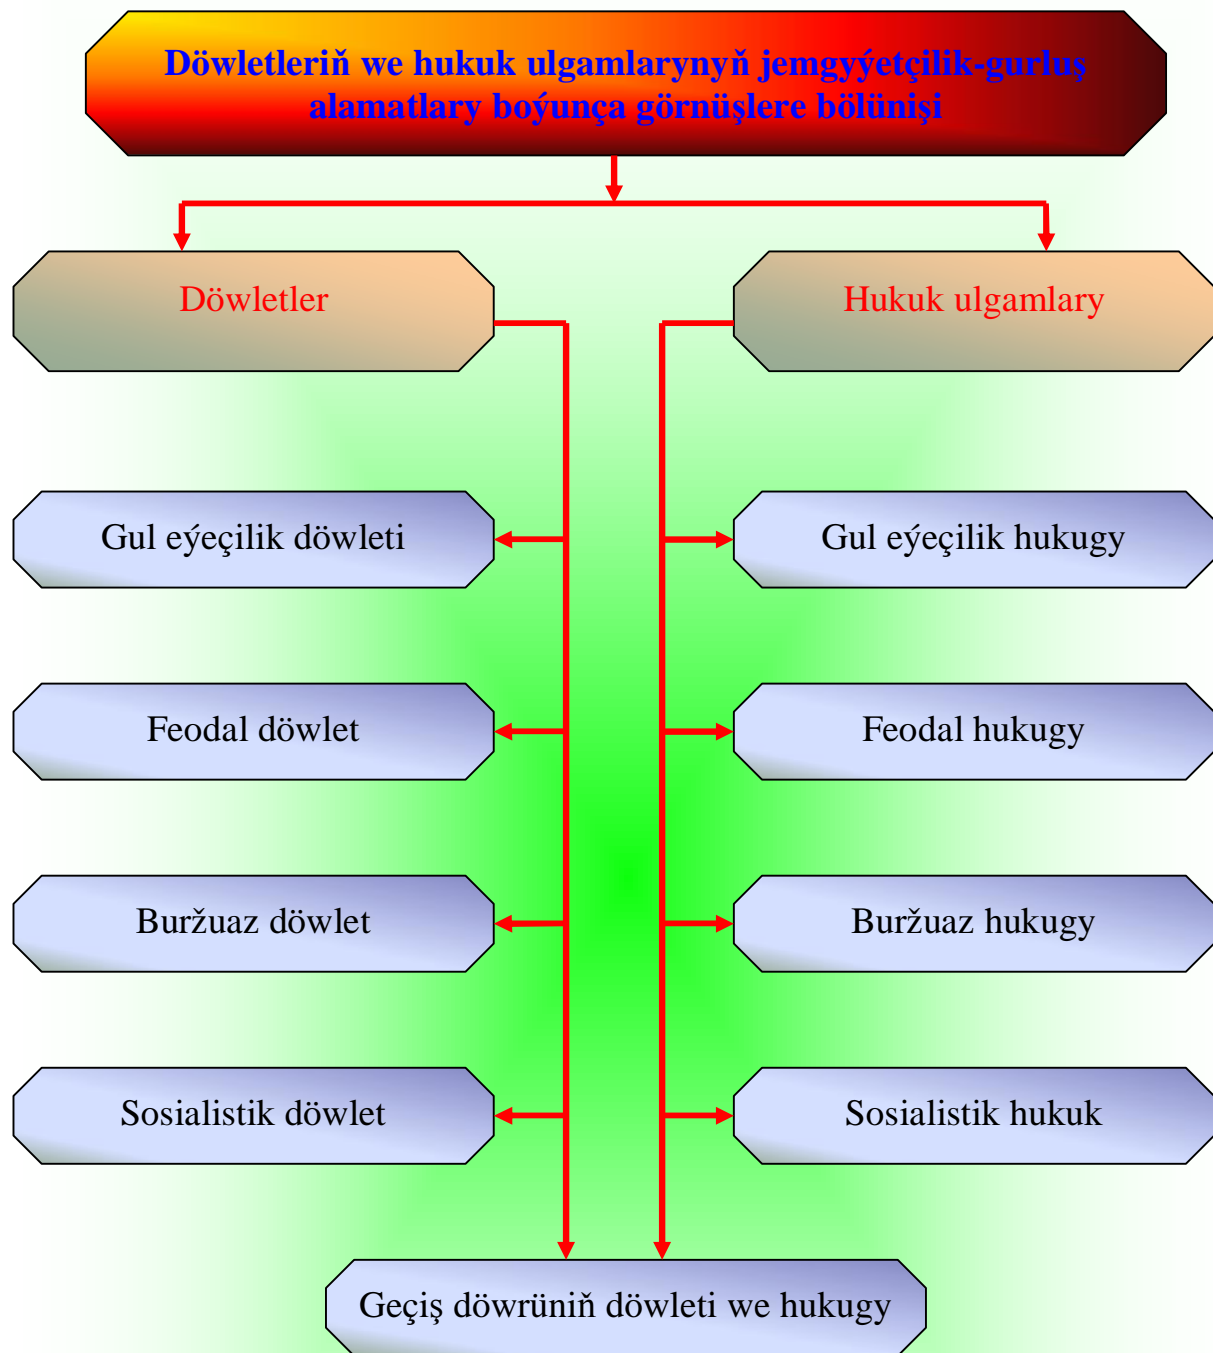 Döwletleriň we hukuk ulgamlarynyň jemgyýetçilik-gurluş
alamatlary boýunça görnüşlere bölünişi
Döwletler
Hukuk ulgamlary
Gul eýeçilik döwleti
Gul eýeçilik hukugy
Feodal döwlet
Feodal hukugy
Buržuaz döwlet
Buržuaz hukugy
Sosialistik döwlet
Sosialistik hukuk
Geçiş döwrüniň döwleti we hukugy